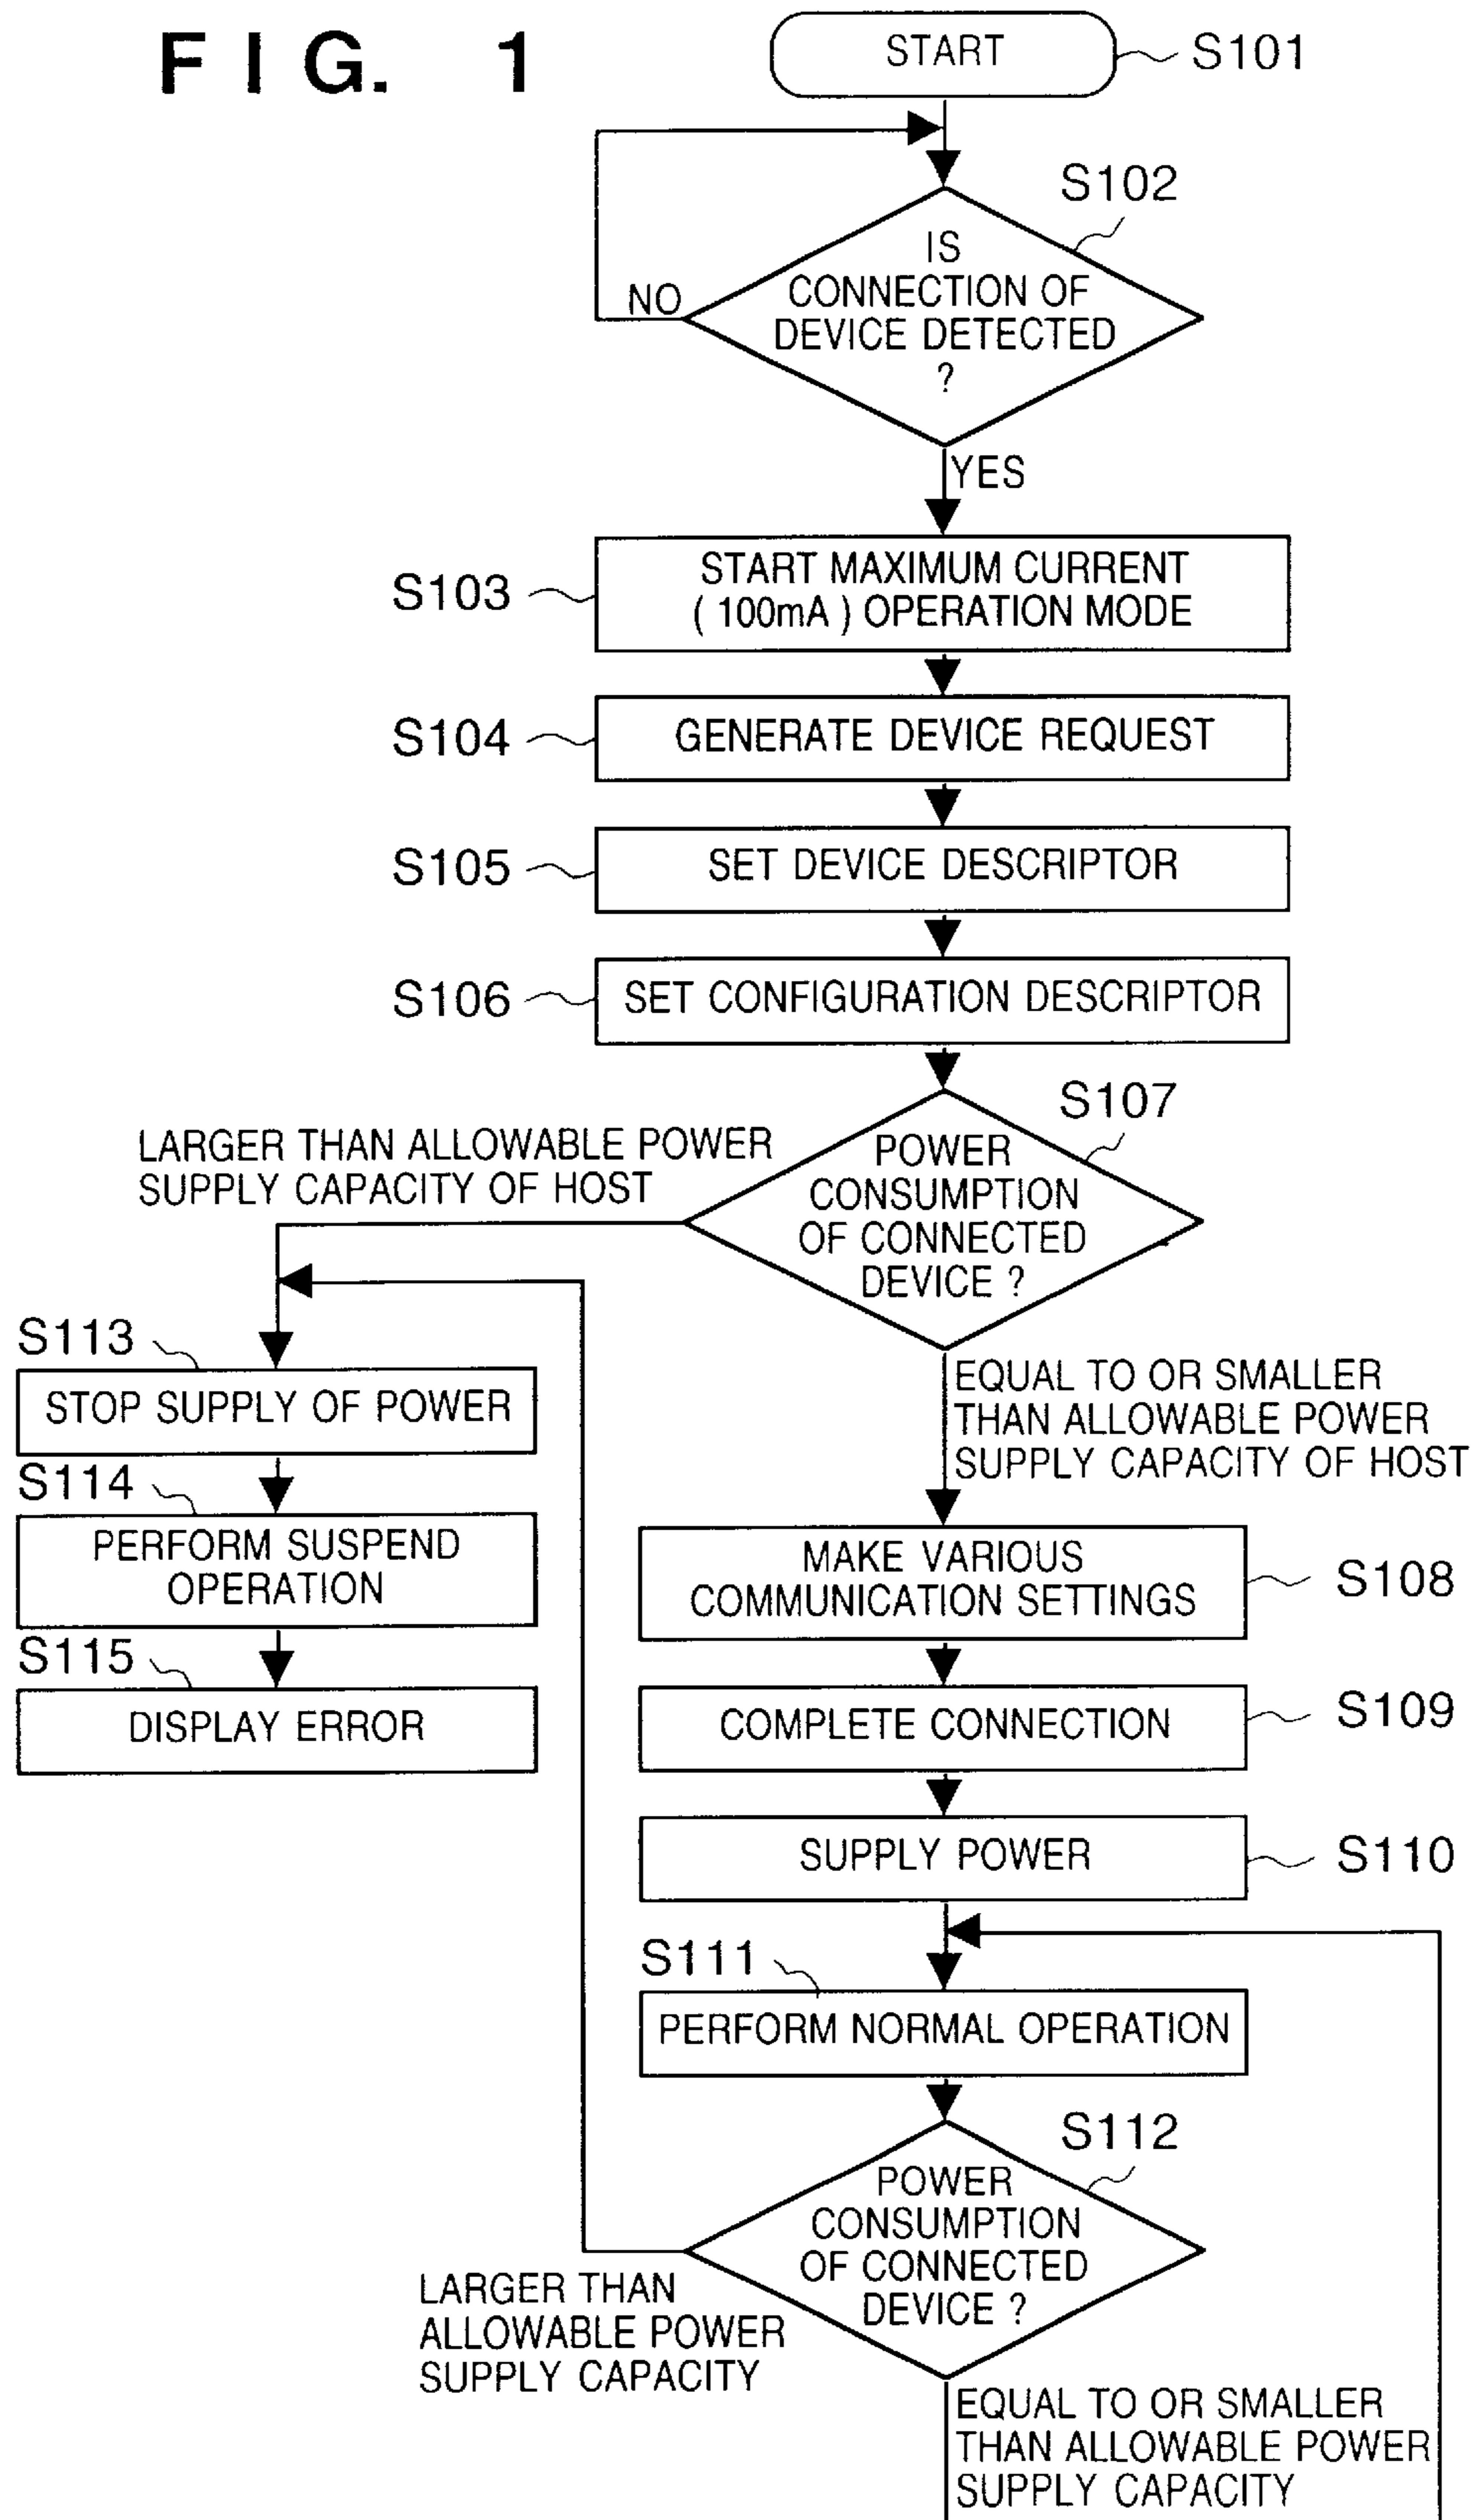 FIG. 1
START
S101
S102
IS
CONNECTION OF
DEVICE DETECTED
?
NO
YES
S103
START MAXIMUM CURRENT
( 100mA ) OPERATION MODE
S104
GENERATE DEVICE REQUEST
S105
SET DEVICE DESCRIPTOR
S106
SET CONFIGURATION DESCRIPTOR
S107
POWER
CONSUMPTION
OF CONNECTED
DEVICE ?
LARGER THAN ALLOWABLE POWER
SUPPLY CAPACITY OF HOST
S113
STOP SUPPLY OF POWER
S114
PERFORM SUSPEND
OPERATION
S115
DISPLAY ERROR
EQUAL TO OR SMALLER
THAN ALLOWABLE POWER
SUPPLY CAPACITY OF HOST
MAKE VARIOUS
COMMUNICATION SETTINGS
S108
COMPLETE CONNECTION
S109
SUPPLY POWER
S110
S111
PERFORM NORMAL OPERATION
S112
POWER
CONSUMPTION
OF CONNECTED
DEVICE ?
LARGER THAN
ALLOWABLE POWER
SUPPLY CAPACITY
EQUAL TO OR SMALLER
THAN ALLOWABLE POWER
SUPPLY CAPACITY